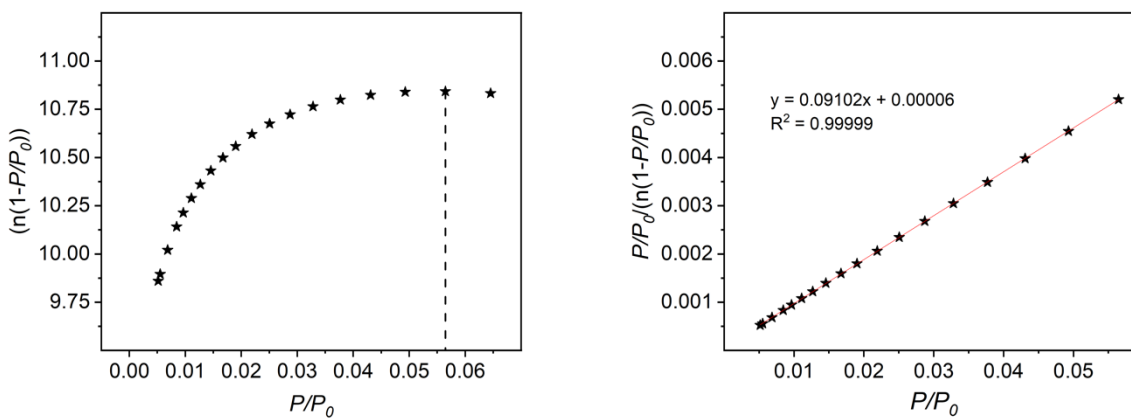 (n(1-P/P₀))
11.00
10.75
10.50
10.25
10.00
9.75
0.00 0.01 0.02 0.03 0.04 0.05 0.06
P/P₀
P/P₀/(n(1-P/P₀))
0.006
0.005
0.004
0.003
0.002
0.001
y = 0.09102x + 0.00006
R² = 0.99999
0.01 0.02 0.03 0.04 0.05
P/P₀